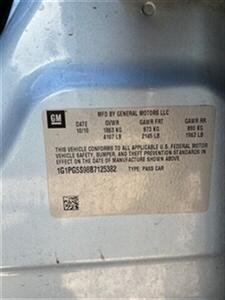 GM
MFD BY GENERAL MOTORS LLC
DATE GVWR GAWR FRT GAWR RR
10/10 1863 KG 973 KG 890 KG
4107 LB 2145 LB 1962 LB
THIS VEHICLE CONFORMS TO ALL APPLICABLE U.S. FEDERAL MOTOR VEHICLE
SAFETY, BUMPER, AND THEFT PREVENTION STANDARDS IN EFFECT ON
THE DATE OF MANUFACTURE SHOWN ABOVE.
1G1PG5S98B7125382 TYPE: PASS CAR